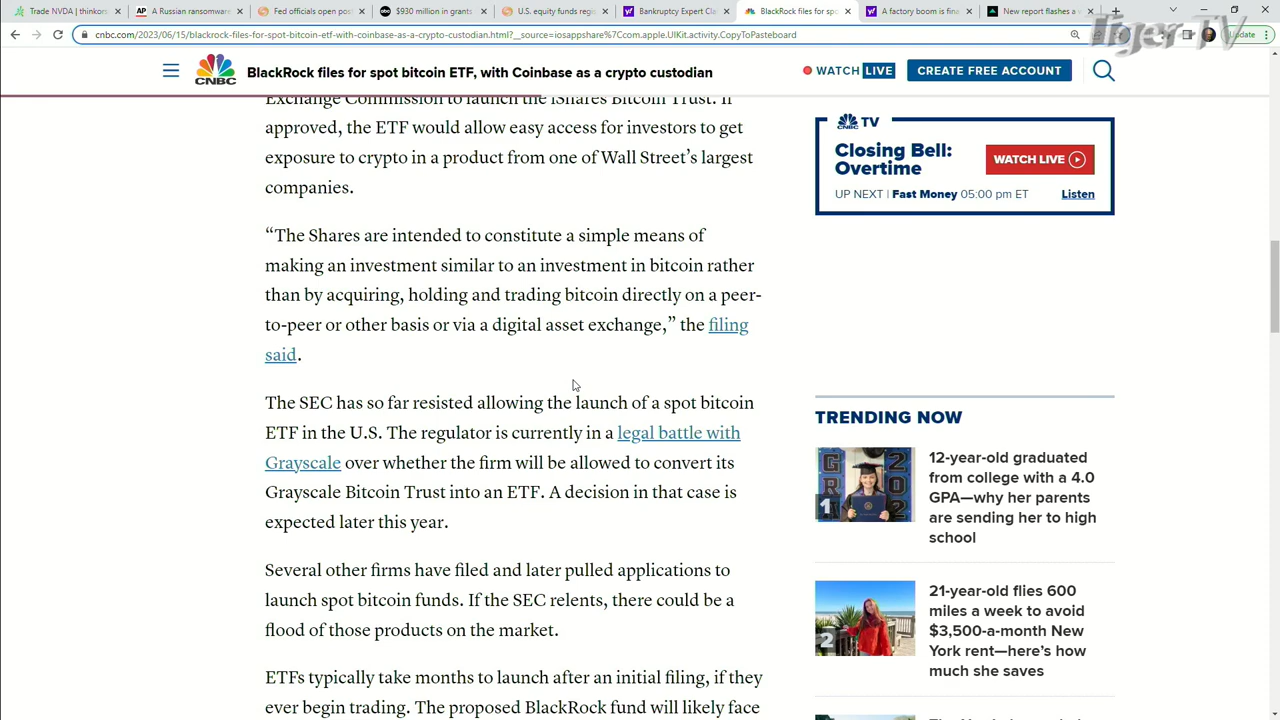 Trade NVDA | thinkors
A Russian ransomware
Fed officials open pos
$930 million in grants
U.S. equity funds regi
Bankruptcy Expert Cla
BlackRock files for spo
A factory boom is fina
New report flashes a w
cnbc.com/2023/06/15/blackrock-files-for-spot-bitcoin-etf-with-coinbase-as-a-crypto-custodian.html?__source=iosappshare%7Ccom.apple.UIKit.activity.CopyToPasteboard
Update
Tiger TV
CNBC
BlackRock files for spot bitcoin ETF, with Coinbase as a crypto custodian
WATCH LIVE
CREATE FREE ACCOUNT
Exchange Commission to launch the iShares Bitcoin Trust. If
approved, the ETF would allow easy access for investors to get
exposure to crypto in a product from one of Wall Street’s largest
companies.
“The Shares are intended to constitute a simple means of
making an investment similar to an investment in bitcoin rather
than by acquiring, holding and trading bitcoin directly on a peer-
to-peer or other basis or via a digital asset exchange,” the filing
said.
The SEC has so far resisted allowing the launch of a spot bitcoin
ETF in the U.S. The regulator is currently in a legal battle with
Grayscale over whether the firm will be allowed to convert its
Grayscale Bitcoin Trust into an ETF. A decision in that case is
expected later this year.
Several other firms have filed and later pulled applications to
launch spot bitcoin funds. If the SEC relents, there could be a
flood of those products on the market.
ETFs typically take months to launch after an initial filing, if they
ever begin trading. The proposed BlackRock fund will likely face
CNBC TV
Closing Bell:
Overtime
WATCH LIVE
UP NEXT | Fast Money 05:00 pm ET
Listen
TRENDING NOW
1
12-year-old graduated
from college with a 4.0
GPA—why her parents
are sending her to high
school
2
21-year-old flies 600
miles a week to avoid
$3,500-a-month New
York rent—here’s how
much she saves